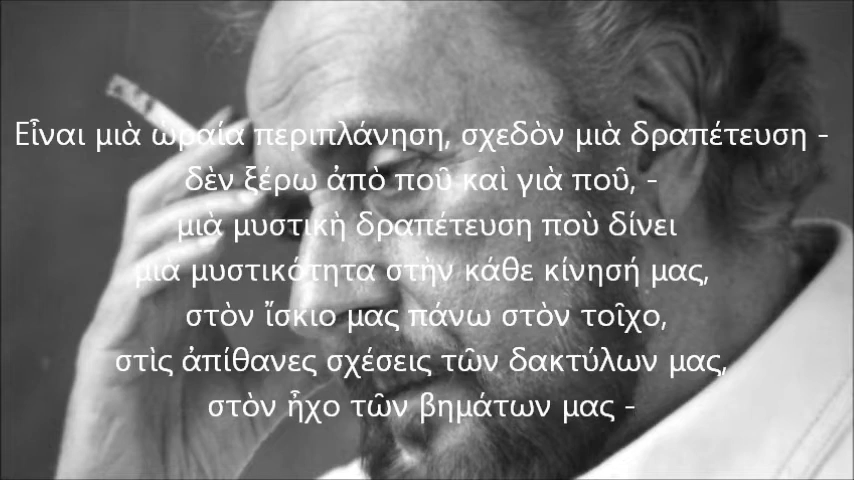 Εἶναι μιὰ ὡραία περιπλάνηση, σχεδὸν μιὰ δραπέτευση -
δὲν ξέρω ἀπὸ ποῦ καὶ γιὰ ποῦ, -
μιὰ μυστικὴ δραπέτευση ποὺ δίνει
μιὰ μυστικότητα στὴν κάθε κίνησή μας,
στὸν ἴσκιο μας πάνω στὸν τοῖχο,
στὶς ἀπίθανες σχέσεις τῶν δακτύλων μας,
στὸν ἦχο τῶν βημάτων μας -